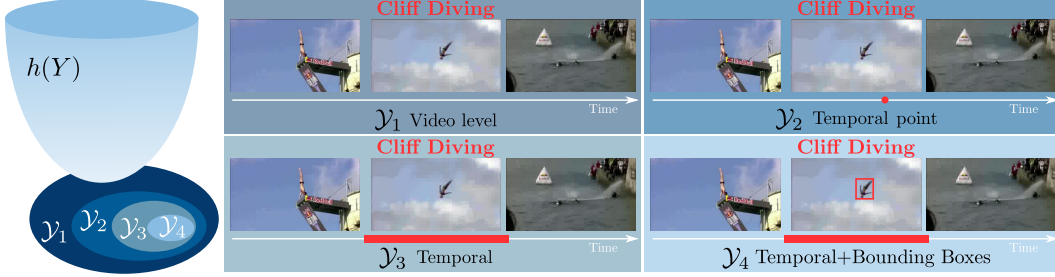 h(Y)
𝒴1
𝒴2
𝒴3
𝒴4
Cliff Diving
Time
𝒴1 Video level
Cliff Diving
Time
𝒴2 Temporal point
Cliff Diving
Time
𝒴3 Temporal
Cliff Diving
Time
𝒴4 Temporal+Bounding Boxes